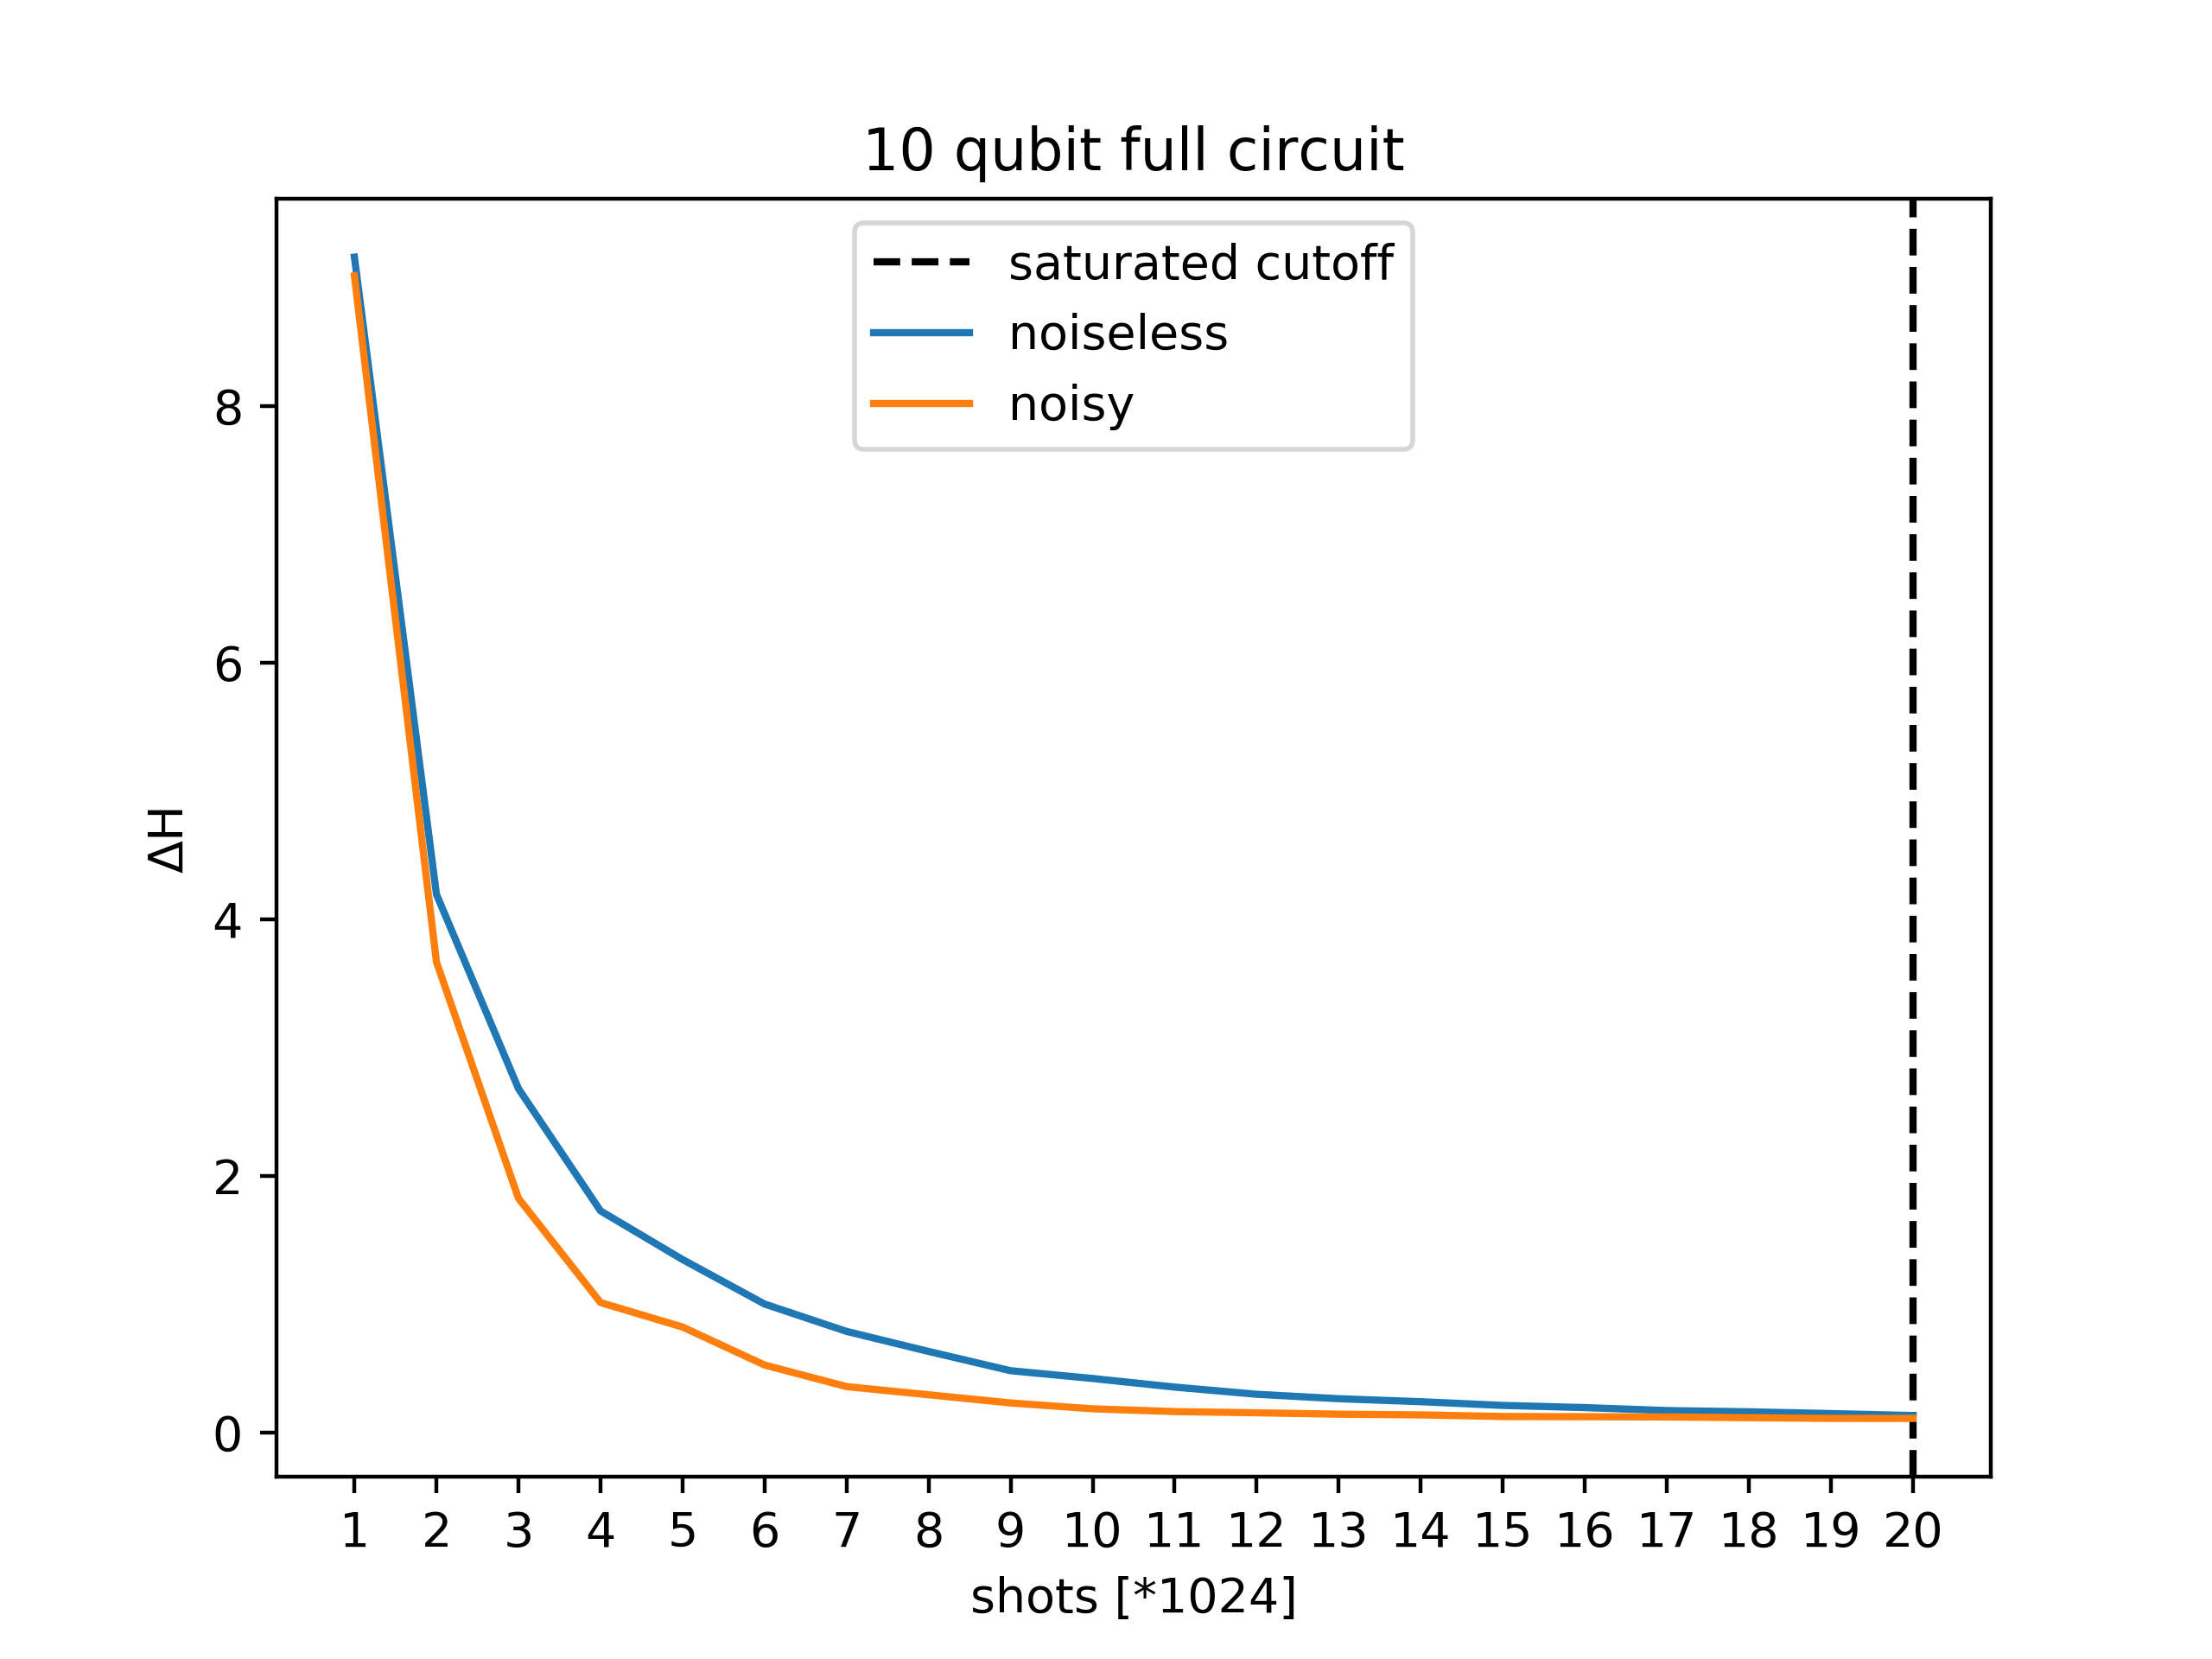 10 qubit full circuit
saturated cutoff
noiseless
noisy
8
6
4
2
0
ΔH
1 2 3 4 5 6 7 8 9 10 11 12 13 14 15 16 17 18 19 20
shots [*1024]